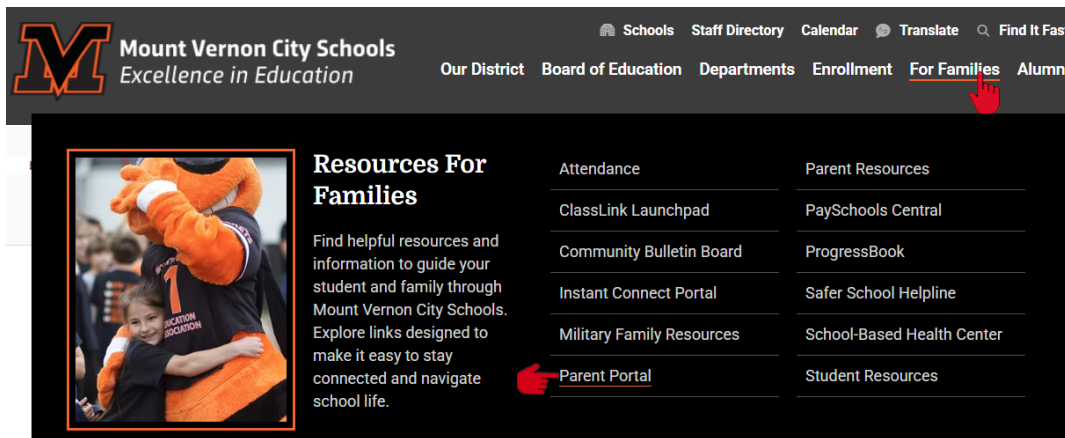 Schools Staff Directory Calendar Translate Find It Fas
Mount Vernon City Schools
Excellence in Education
Our District Board of Education Departments Enrollment For Families Alumn
Resources For
Families
Find helpful resources and
information to guide your
student and family through
Mount Vernon City Schools.
Explore links designed to
make it easy to stay
connected and navigate
school life.
Attendance
ClassLink Launchpad
Community Bulletin Board
Instant Connect Portal
Military Family Resources
Parent Portal
Parent Resources
PaySchools Central
ProgressBook
Safer School Helpline
School-Based Health Center
Student Resources
1